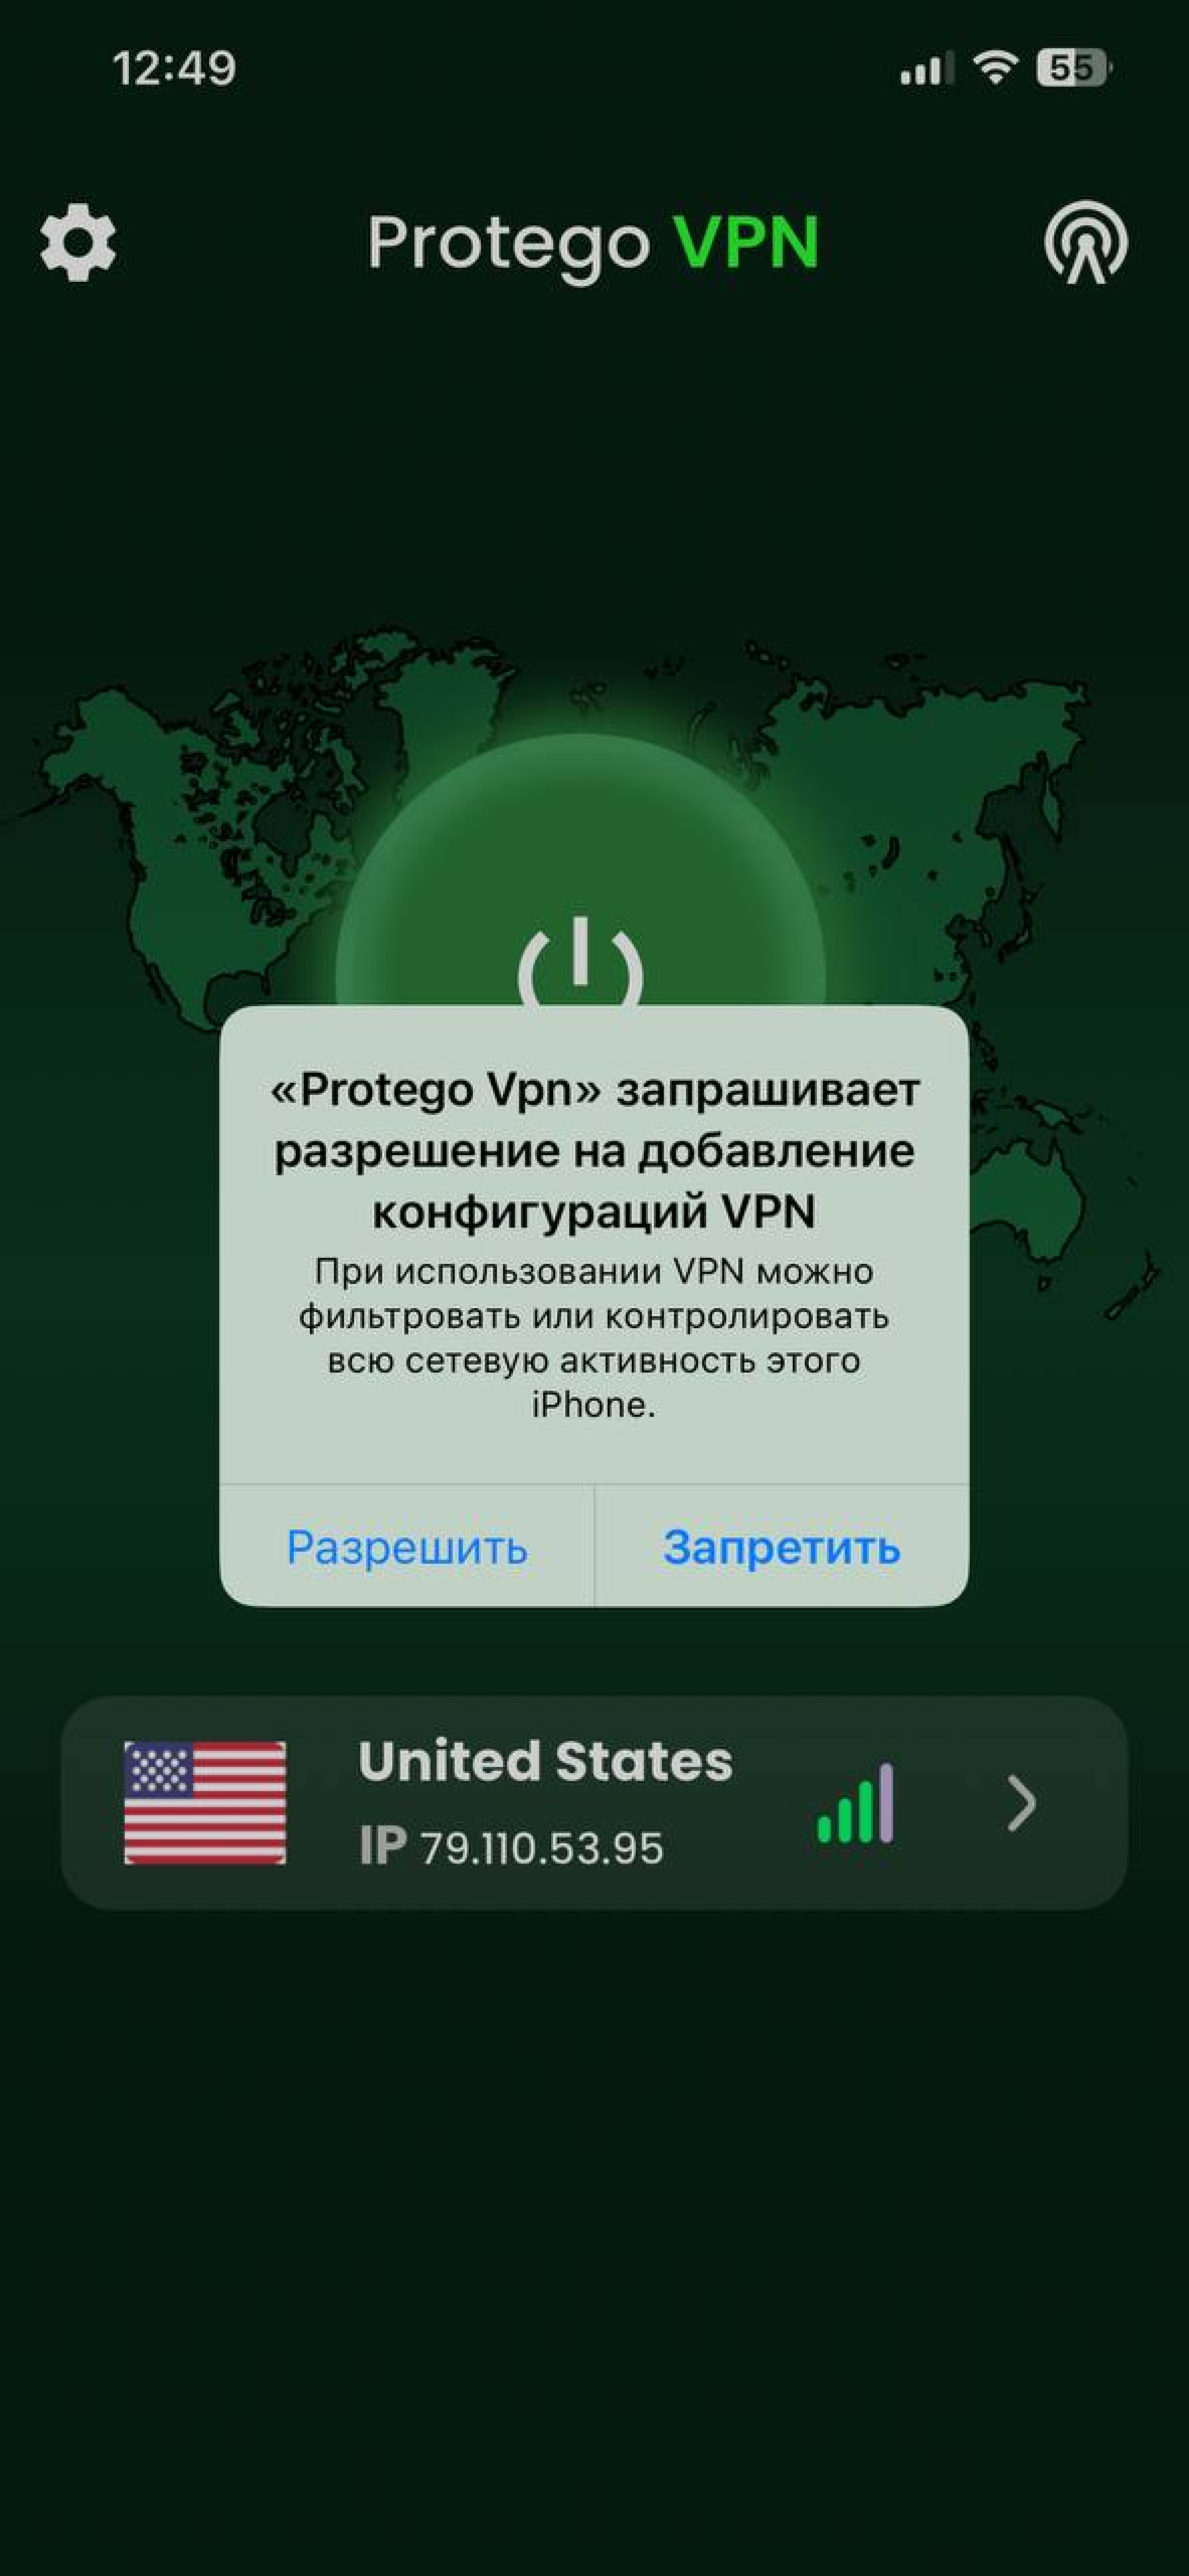 12:49
55
Protego VPN
«Protego Vpn» запрашивает
разрешение на добавление
конфигураций VPN
При использовании VPN можно
фильтровать или контролировать
всю сетевую активность этого
iPhone.
Разрешить Запретить
United States
IP 79.110.53.95